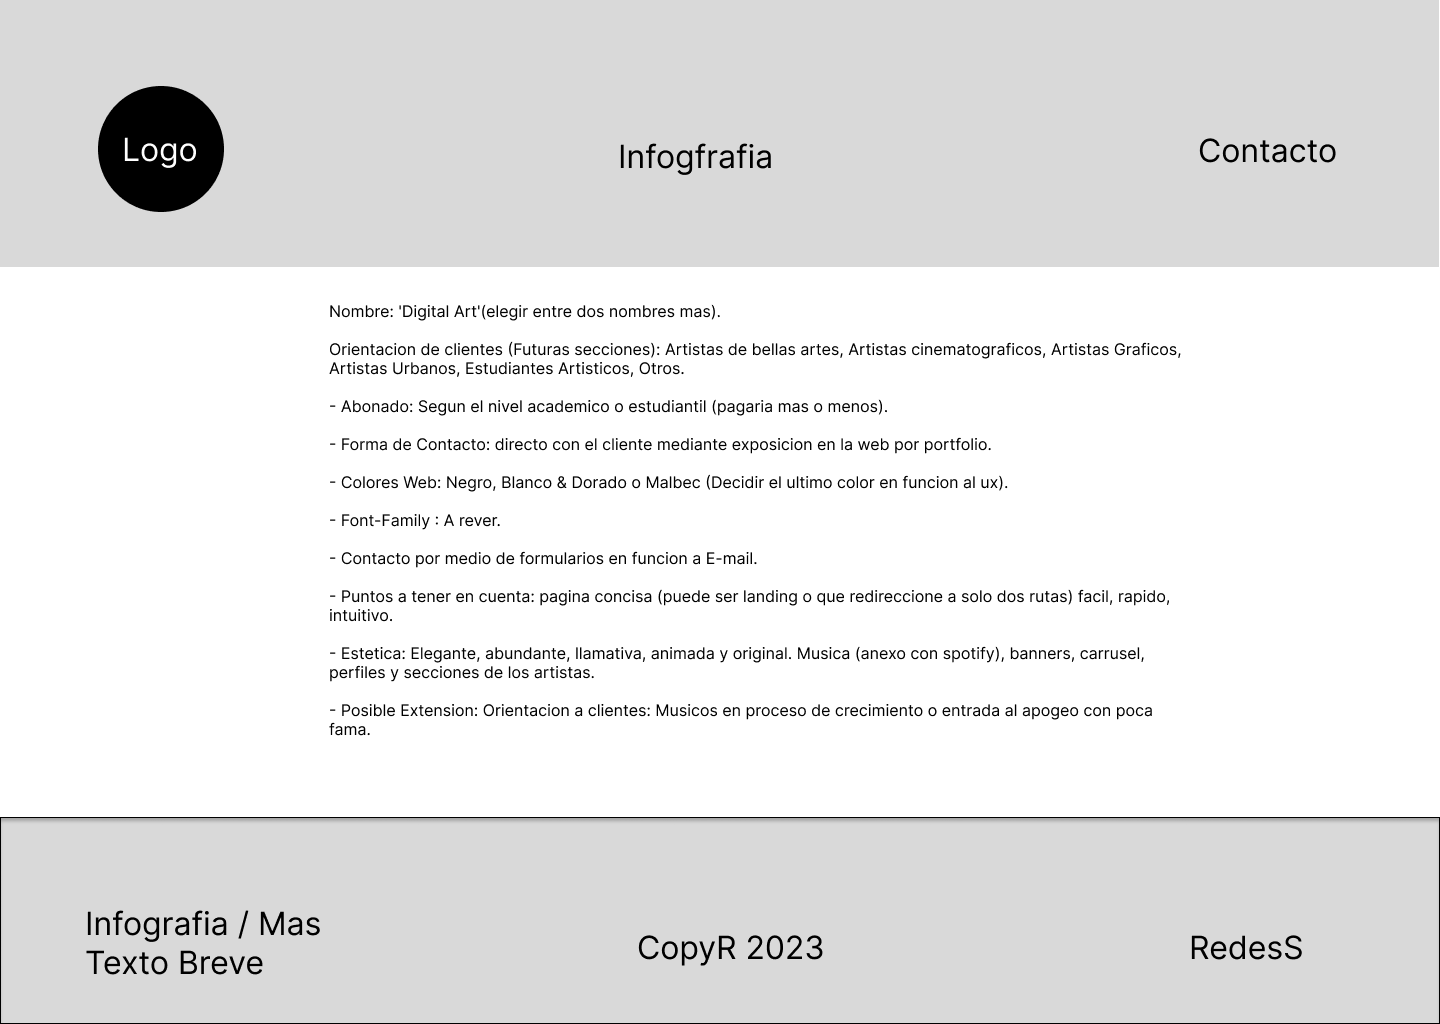 Logo
Infogfrafia
Contacto
Nombre: 'Digital Art'(elegir entre dos nombres mas).
Orientacion de clientes (Futuras secciones): Artistas de bellas artes, Artistas cinematograficos, Artistas Graficos,
Artistas Urbanos, Estudiantes Artisticos, Otros.
- Abonado: Segun el nivel academico o estudiantil (pagaria mas o menos).
- Forma de Contacto: directo con el cliente mediante exposicion en la web por portfolio.
- Colores Web: Negro, Blanco & Dorado o Malbec (Decidir el ultimo color en funcion al ux).
- Font-Family : A rever.
- Contacto por medio de formularios en funcion a E-mail.
- Puntos a tener en cuenta: pagina concisa (puede ser landing o que redireccione a solo dos rutas) facil, rapido,
intuitivo.
- Estetica: Elegante, abundante, llamativa, animada y original. Musica (anexo con spotify), banners, carrusel,
perfiles y secciones de los artistas.
- Posible Extension: Orientacion a clientes: Musicos en proceso de crecimiento o entrada al apogeo con poca
fama.
Infografia / Mas
Texto Breve
CopyR 2023
RedesS